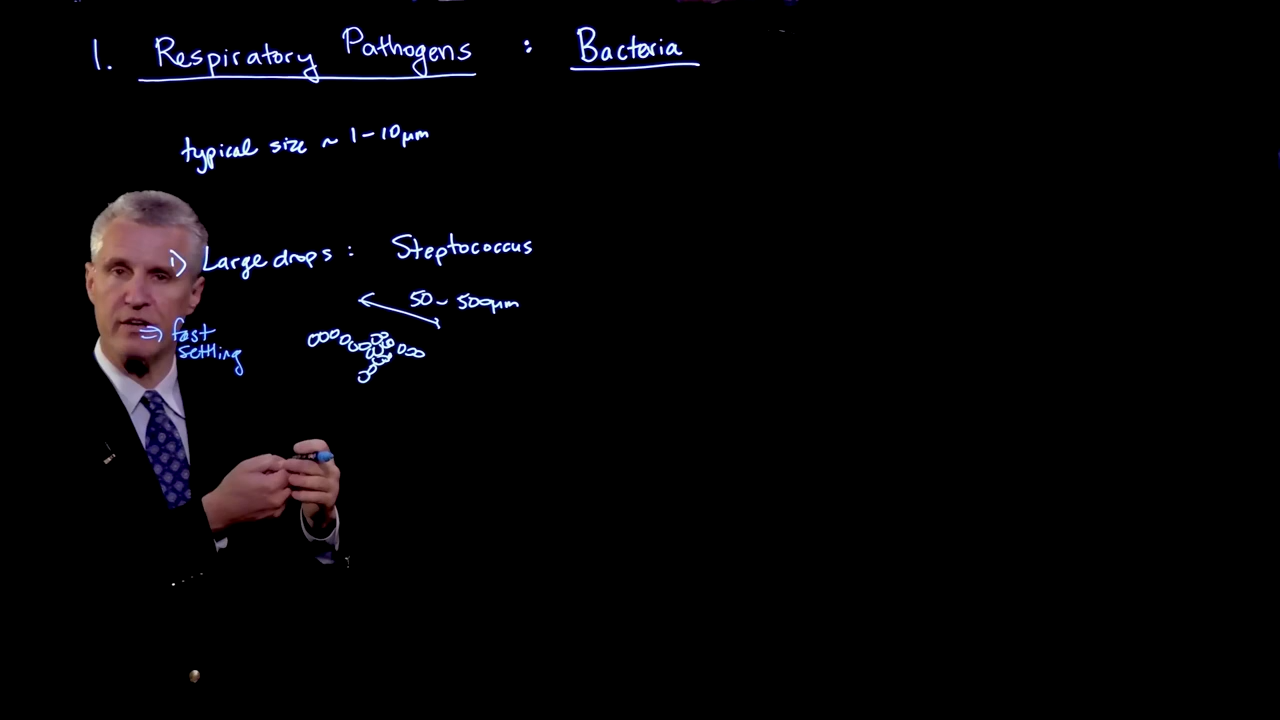 1. Respiratory Pathogens : Bacteria
typical size ~ 1-10μm
1) Large drops : Steptococcus
50- 500μm
⇒ fast
settling